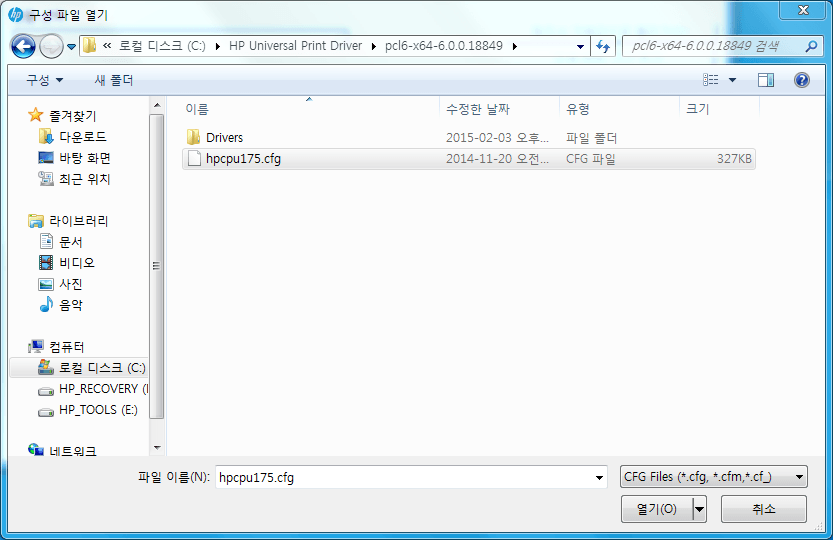 구성 파일 열기
« 로컬 디스크 (C:) HP Universal Print Driver pcl6-x64-6.0.0.18849
pcl6-x64-6.0.0.18849 검색
구성 새 폴더
이름 수정한 날짜 유형 크기
Drivers 2015-02-03 오후... 파일 폴더
hpcpu175.cfg 2014-11-20 오전... CFG 파일 327KB
즐겨찾기
다운로드
바탕 화면
최근 위치
라이브러리
문서
비디오
사진
음악
컴퓨터
로컬 디스크 (C:)
HP_RECOVERY (
HP_TOOLS (E:)
네트워크
파일 이름(N): hpcpu175.cfg CFG Files (*.cfg, *.cfm,*.cf_)
열기(O) 취소